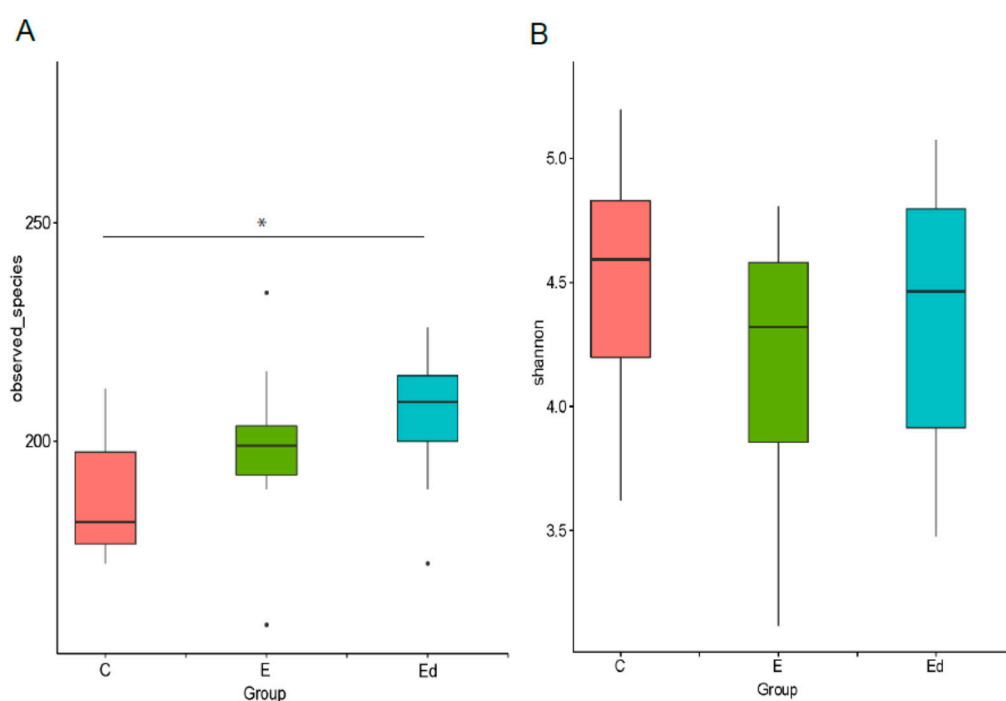 A
observed_species
250
200
*
C E Ed
Group
B
shannon
5.0
4.5
4.0
3.5
C E Ed
Group